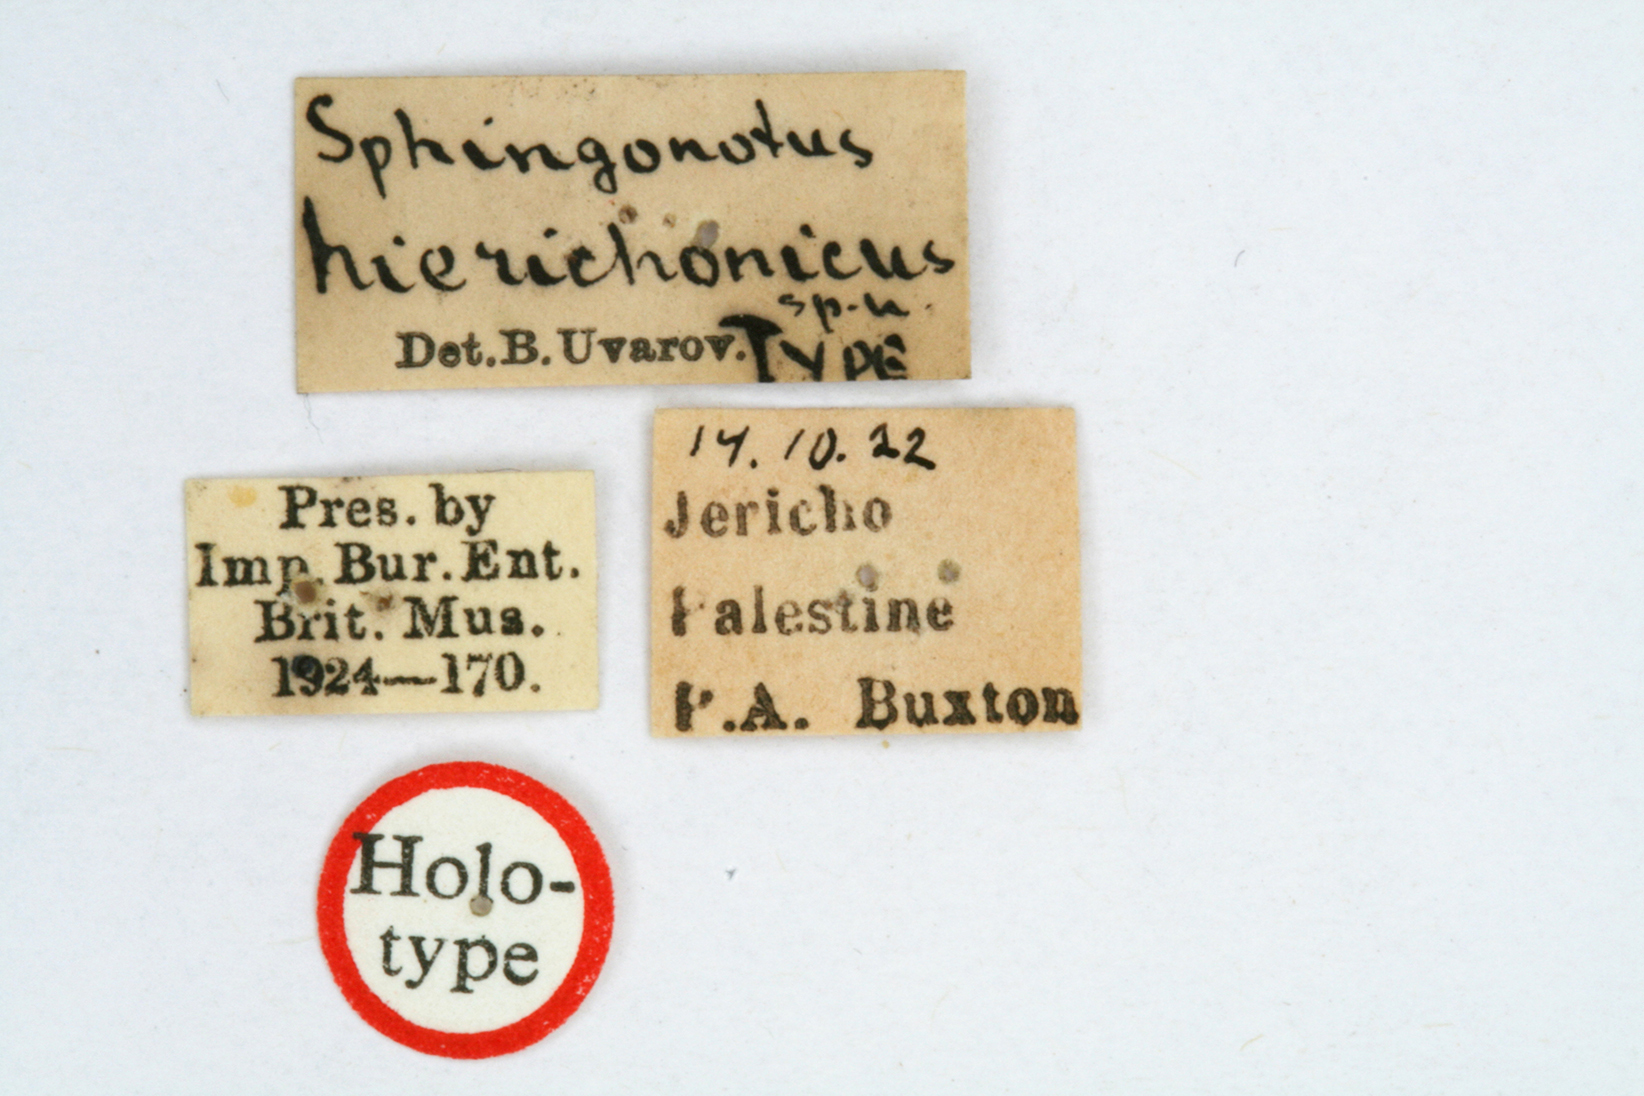 Sphingonotus
hierichonicus
sp. n.
Det. B. Uvarov. TYPE
14. 10. 22
Jericho
Palestine
P.A. Buxton
Pres. by
Imp. Bur. Ent.
Brit. Mus.
1924—170.
Holo-
type